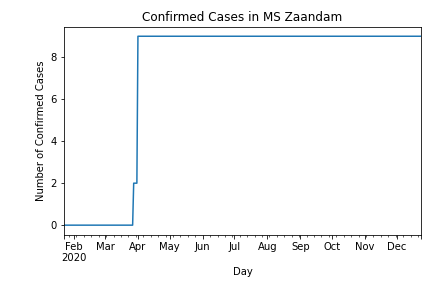 Confirmed Cases in MS Zaandam
Number of Confirmed Cases
8
6
4
2
0
Feb Mar Apr May Jun Jul Aug Sep Oct Nov Dec
2020
Day